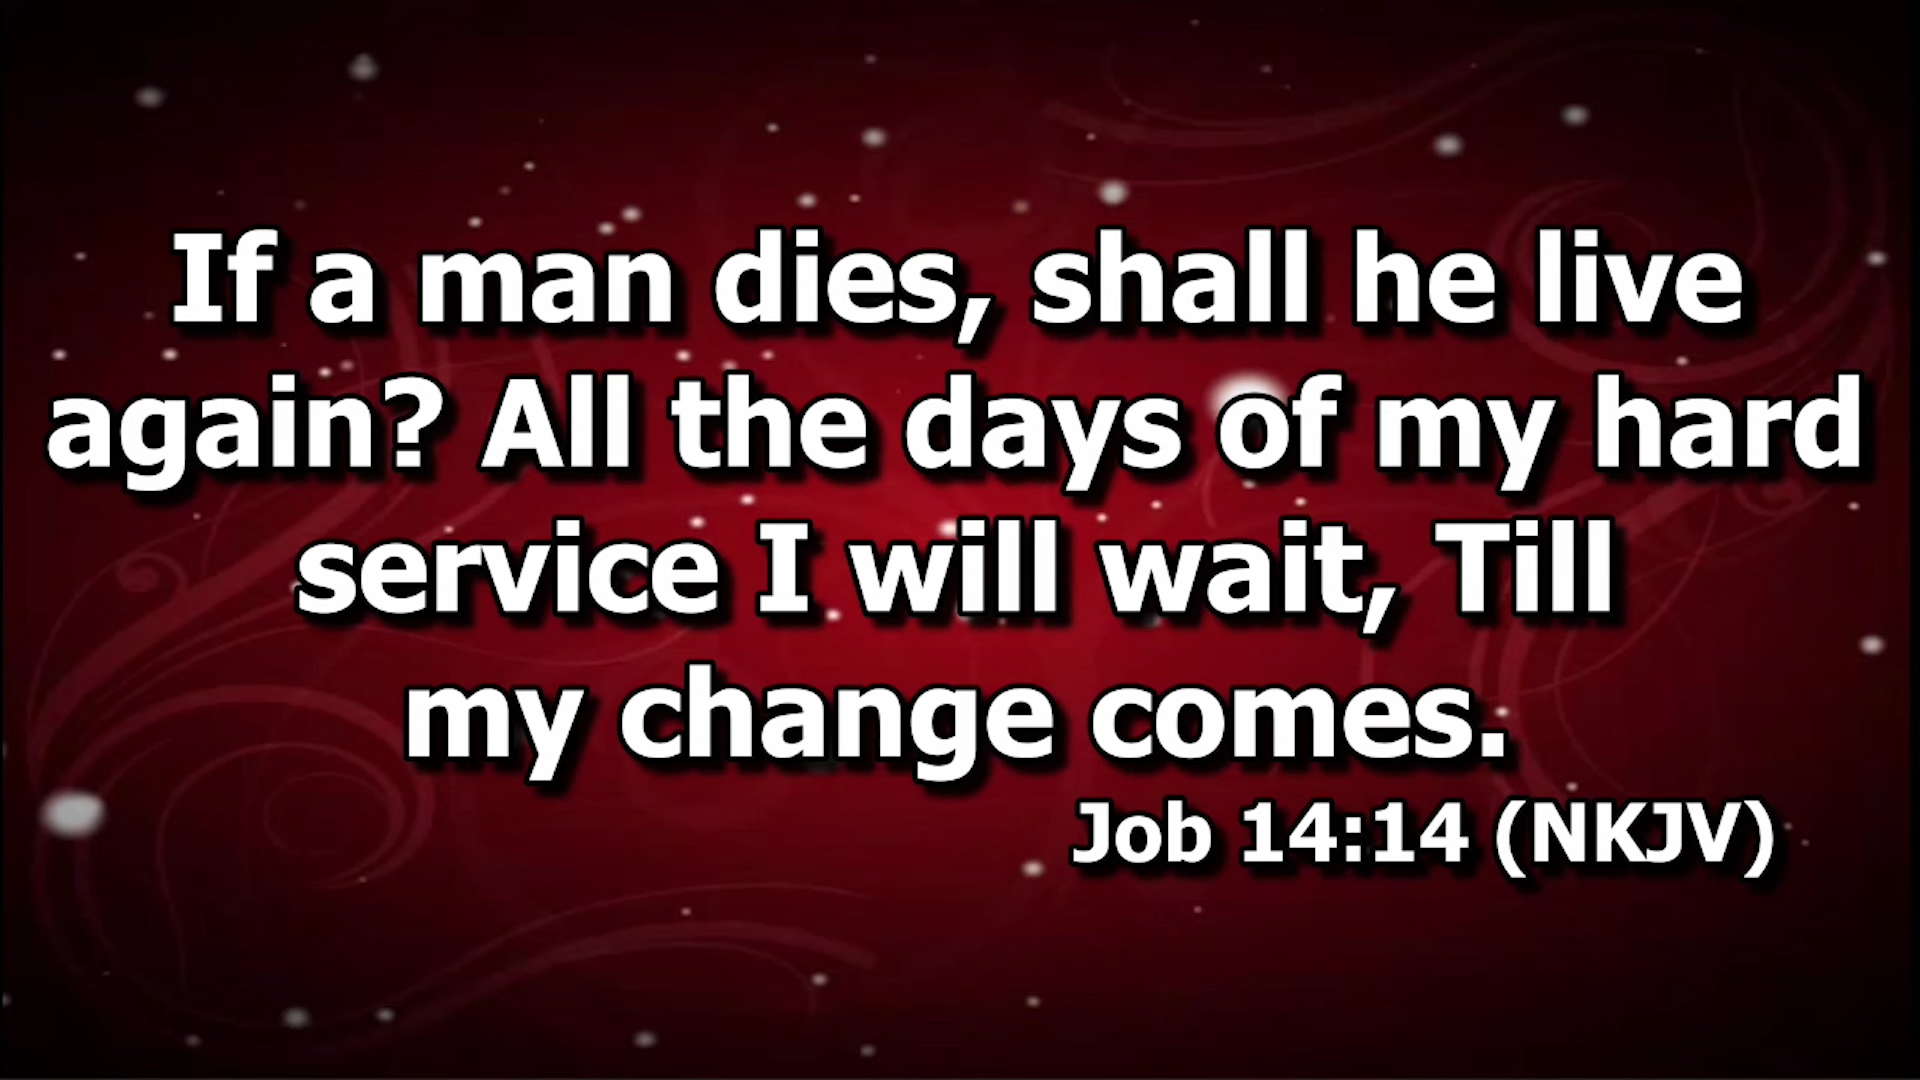 If a man dies, shall he live
again? All the days of my hard
service I will wait, Till
my change comes.
Job 14:14 (NKJV)